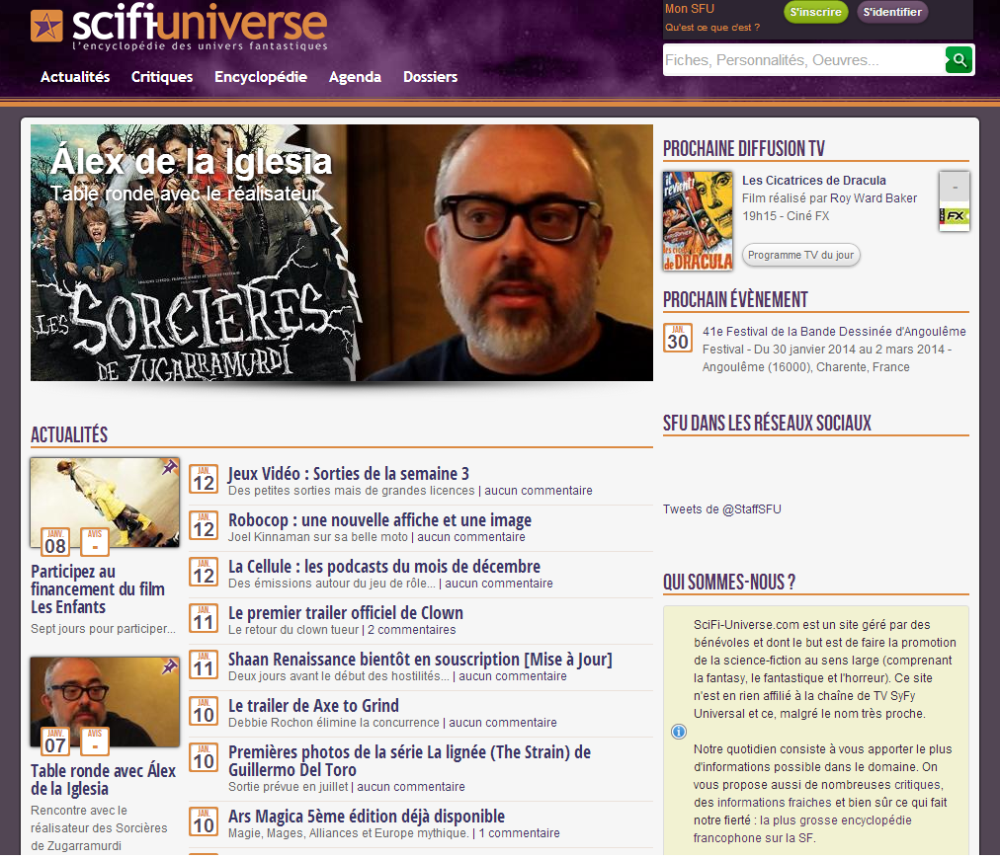 scifi-universe
l'encyclopédie des univers fantastiques
Mon SFU
Qu'est ce que c'est ?
S'inscrire
S'identifier
Actualités
Critiques
Encyclopédie
Agenda
Dossiers
Fiches, Personnalités, Oeuvres...
Álex de la Iglesia
Table ronde avec le réalisateur
LES
SORCIÈRES
DE ZUGARRAMURDI
PROCHAINE DIFFUSION TV
il revient!
CHRISTOPHER
les cicatrices
de DRACULA
Les Cicatrices de Dracula
Film réalisé par Roy Ward Baker
19h15 - Ciné FX
-
FX
Programme TV du jour
PROCHAIN ÉVÈNEMENT
JAN.
30
41e Festival de la Bande Dessinée d'Angoulême
Festival - Du 30 janvier 2014 au 2 mars 2014 -
Angoulême (16000), Charente, France
SFU DANS LES RÉSEAUX SOCIAUX
Tweets de @StaffSFU
QUI SOMMES-NOUS ?
SciFi-Universe.com est un site géré par des
bénévoles et dont le but est de faire la promotion
de la science-fiction au sens large (comprenant
la fantasy, le fantastique et l'horreur). Ce site
n'est en rien affilié à la chaîne de TV SyFy
Universal et ce, malgré le nom très proche.
Notre quotidien consiste à vous apporter le plus
d'informations possible dans le domaine. On
vous propose aussi de nombreuses critiques,
des informations fraiches et bien sûr ce qui fait
notre fierté : la plus grosse encyclopédie
francophone sur la SF.
ACTUALITÉS
JANV.
08
AVIS
-
Participez au
financement du film
Les Enfants
Sept jours pour participer...
JANV.
07
AVIS
-
Table ronde avec Álex
de la Iglesia
Rencontre avec le
réalisateur des Sorcières
de Zugarramurdi
JAN.
12
Jeux Vidéo : Sorties de la semaine 3
Des petites sorties mais de grandes licences | aucun commentaire
JAN.
12
Robocop : une nouvelle affiche et une image
Joel Kinnaman sur sa belle moto | aucun commentaire
JAN.
12
La Cellule : les podcasts du mois de décembre
Des émissions autour du jeu de rôle... | aucun commentaire
JAN.
11
Le premier trailer officiel de Clown
Le retour du clown tueur | 2 commentaires
JAN.
11
Shaan Renaissance bientôt en souscription [Mise à Jour]
Deux jours avant le début des hostilités... | aucun commentaire
JAN.
10
Le trailer de Axe to Grind
Debbie Rochon élimine la concurrence | aucun commentaire
JAN.
10
Premières photos de la série La lignée (The Strain) de
Guillermo Del Toro
Sortie prévue en juillet | aucun commentaire
JAN.
10
Ars Magica 5ème édition déjà disponible
Magie, Mages, Alliances et Europe mythique. | 1 commentaire